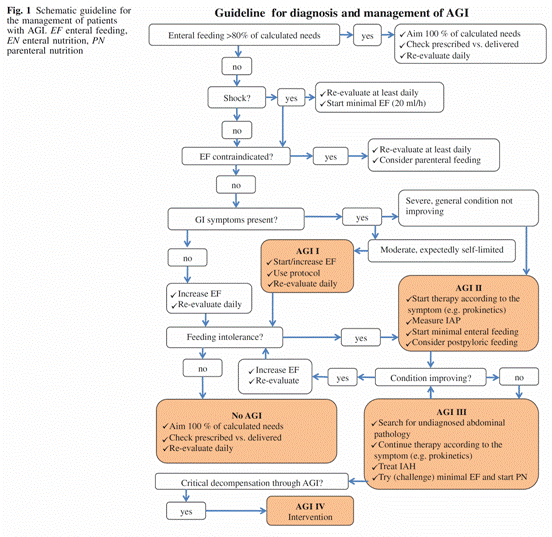 Fig. 1 Schematic guideline for
the management of patients
with AGI. EF enteral feeding,
EN enteral nutrition, PN
parenteral nutrition
Guideline for diagnosis and management of AGI
Enteral feeding >80% of calculated needs
yes
✓Aim 100 % of calculated needs
✓Check prescribed vs. delivered
✓Re-evaluate daily
no
Shock?
yes
✓Re-evaluate at least daily
✓Start minimal EF (20 ml/h)
no
EF contraindicated?
yes
✓Re-evaluate at least daily
✓Consider parenteral feeding
no
GI symptoms present?
yes
Severe, general condition not
improving
Moderate, expectedly self-limited
no
AGI I
✓Start/increase EF
✓Use protocol
✓Re-evaluate daily
✓Increase EF
✓Re-evaluate daily
AGI II
✓Start therapy according to the
symptom (e.g. prokinetics)
✓Measure IAP
✓Start minimal enteral feeding
✓Consider postpyloric feeding
Feeding intolerance?
yes
no
✓Increase EF
✓Re-evaluate
yes
Condition improving?
no
No AGI
✓Aim 100 % of calculated needs
✓Check prescribed vs. delivered
✓Re-evaluate daily
AGI III
✓Search for undiagnosed abdominal
pathology
✓Continue therapy according to the
symptom (e.g. prokinetics)
✓Treat IAH
✓Try (challenge) minimal EF and start PN
Critical decompensation through AGI?
yes
AGI IV
Intervention